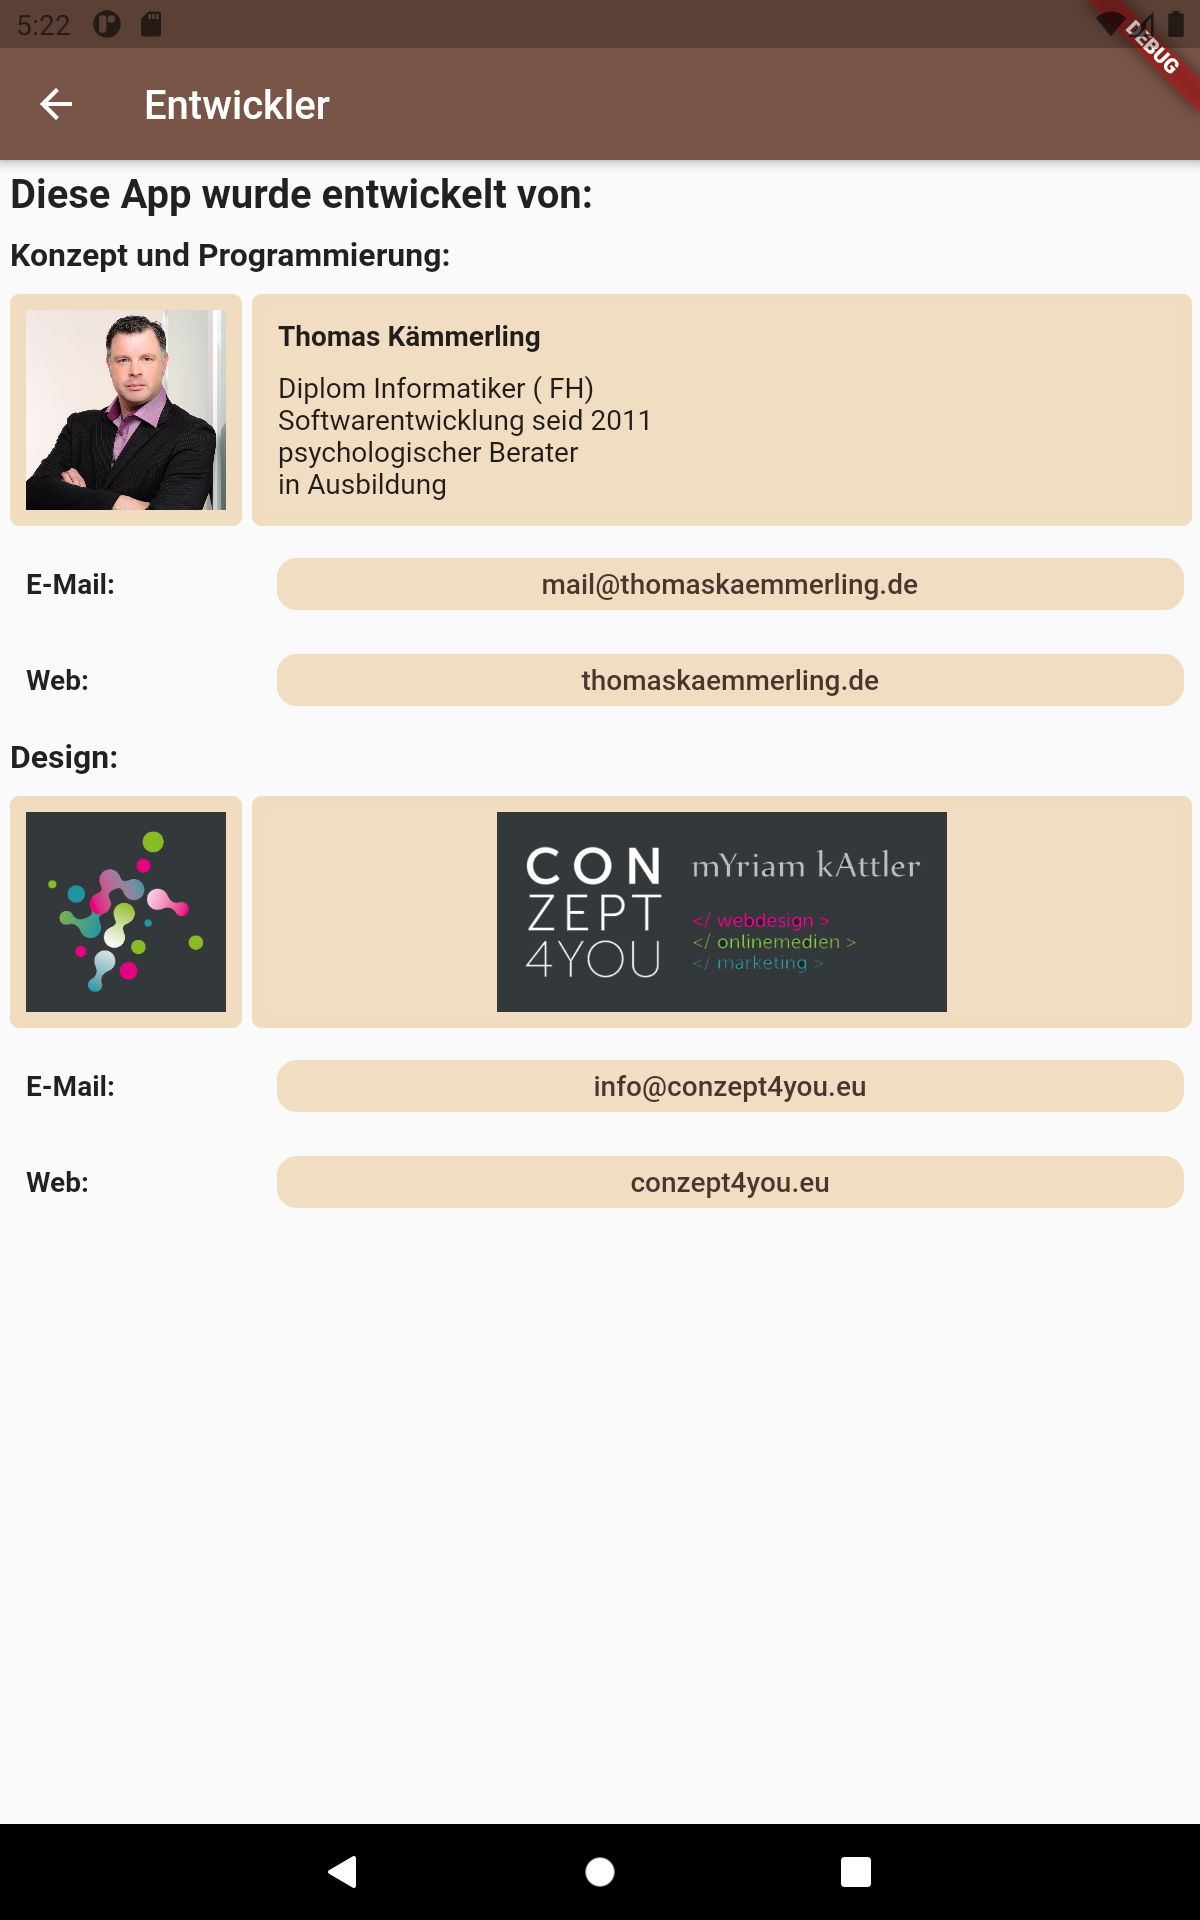 5:22
DEBUG
Entwickler
Diese App wurde entwickelt von:
Konzept und Programmierung:
Thomas Kämmerling
Diplom Informatiker ( FH)
Softwarentwicklung seid 2011
psychologischer Berater
in Ausbildung
E-Mail:
mail@thomaskaemmerling.de
Web:
thomaskaemmerling.de
Design:
CON
ZEPT
4YOU
mYriam kAttler
</ webdesign >
</ onlinemedien >
</ marketing >
E-Mail:
info@conzept4you.eu
Web:
conzept4you.eu